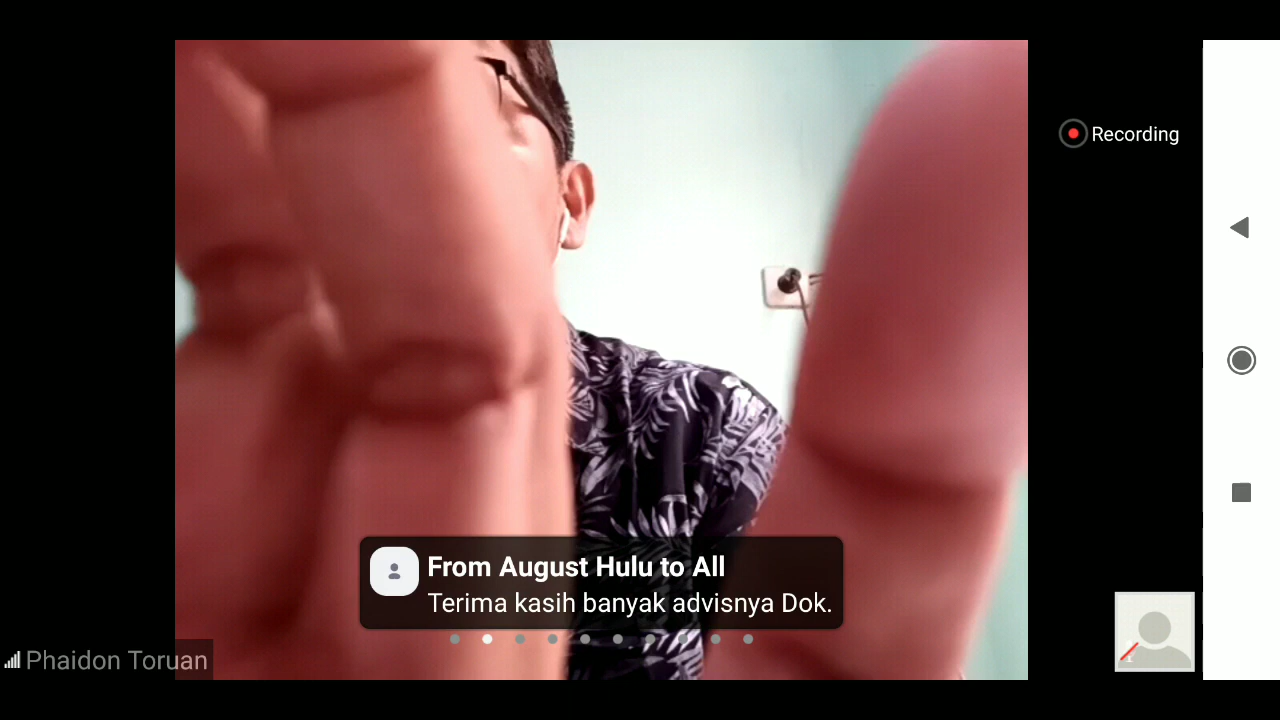 Recording
From August Hulu to All
Terima kasih banyak advisnya Dok.
Phaidon Toruan